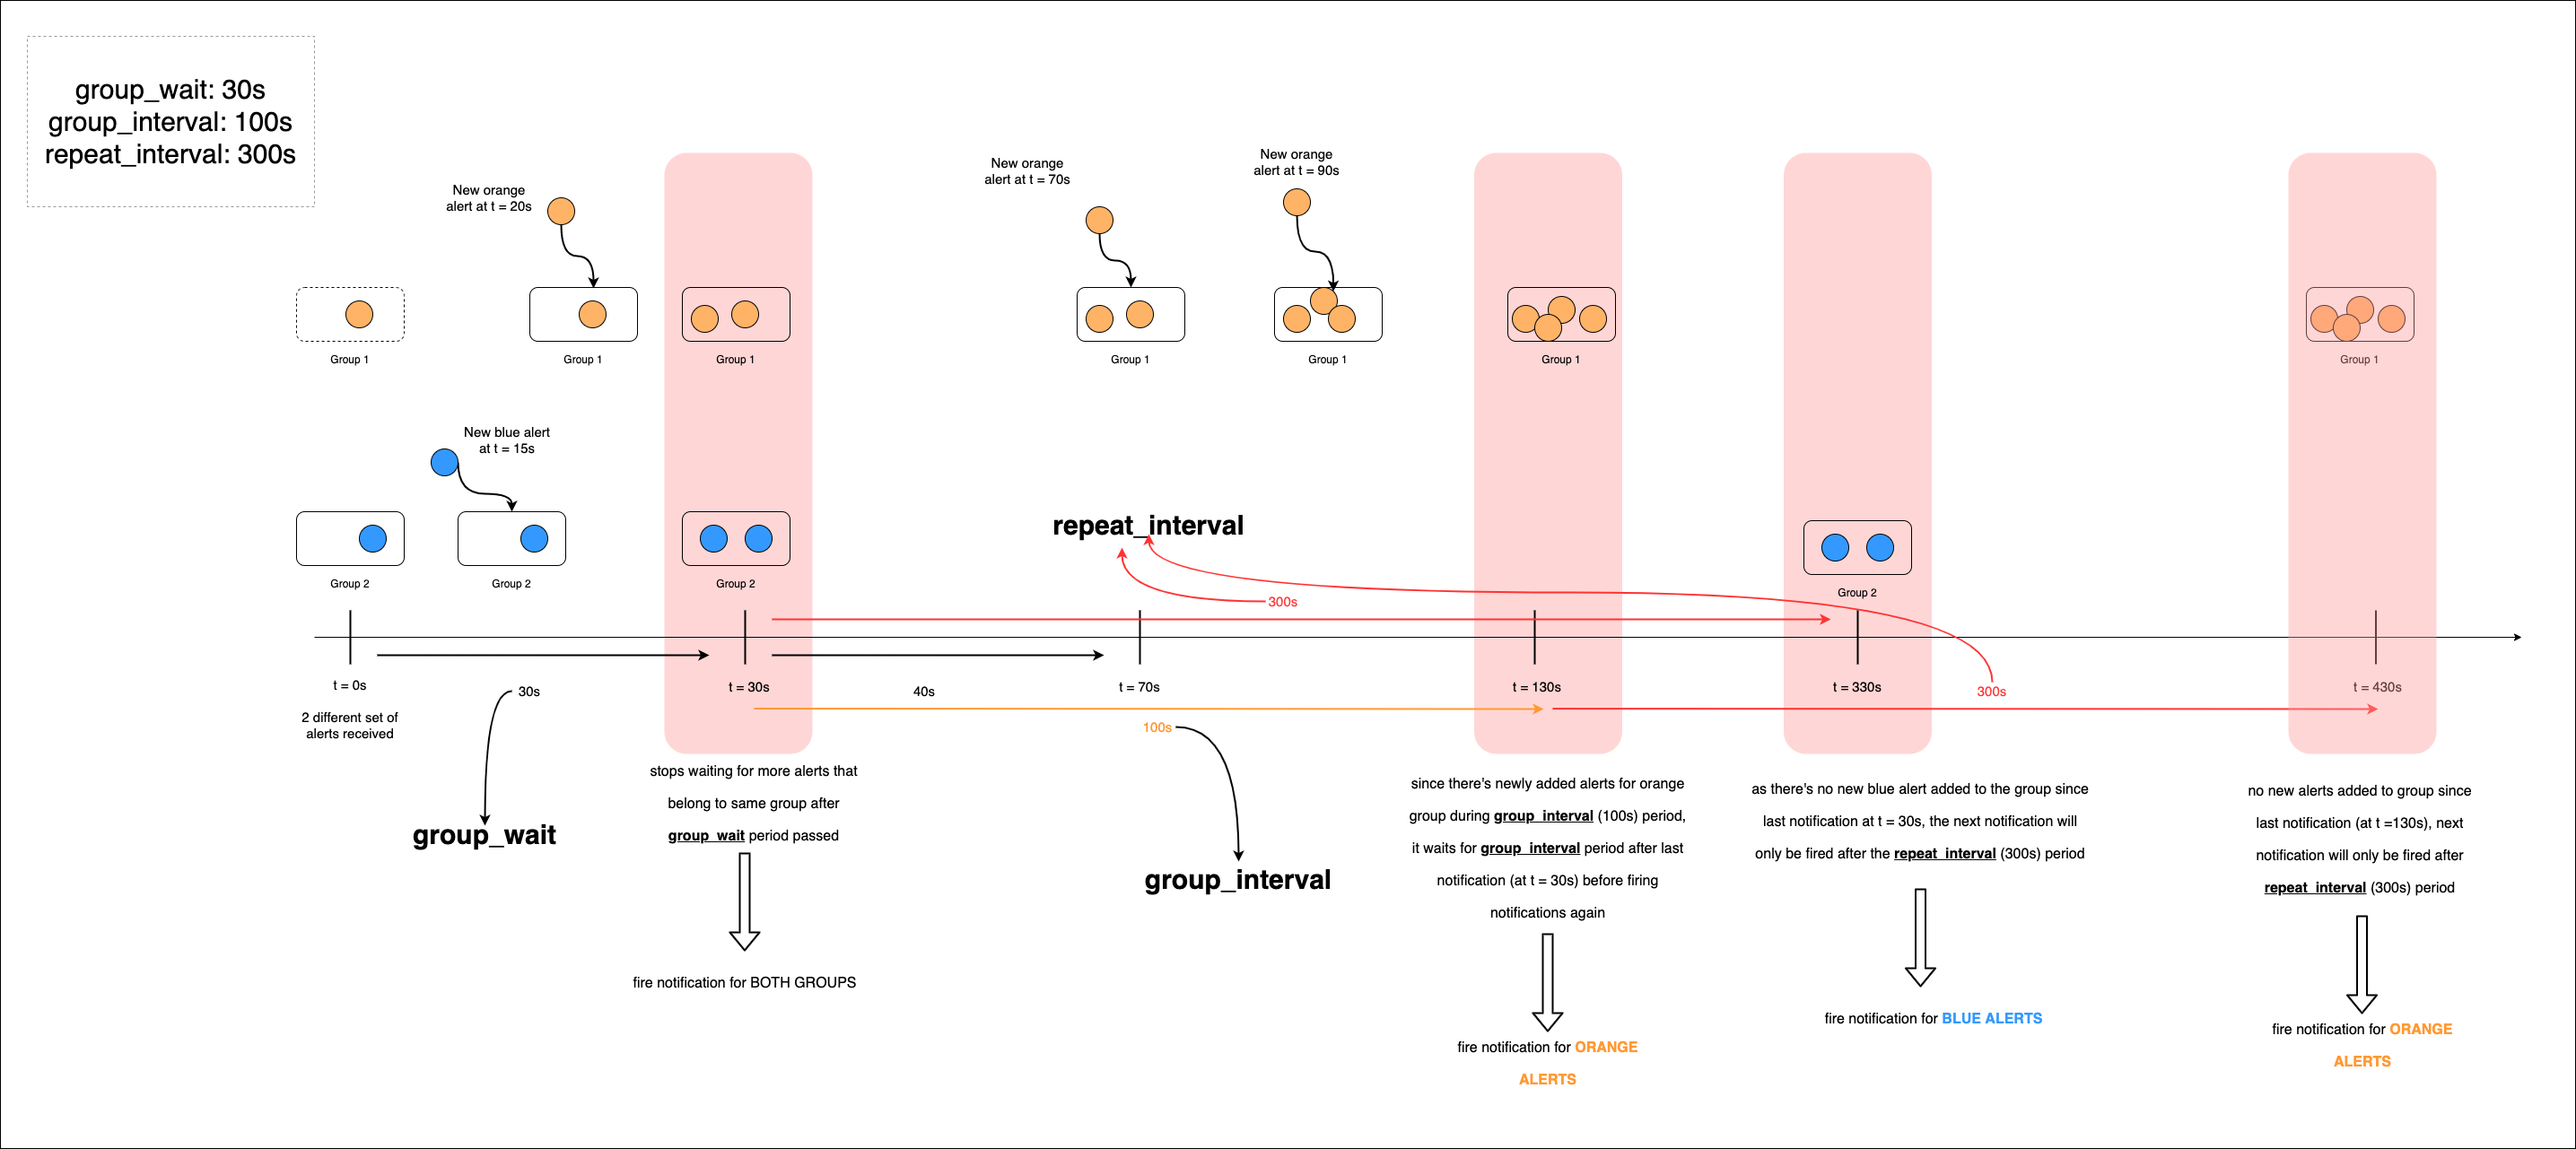 group_wait: 30s
group_interval: 100s
repeat_interval: 300s
New orange
alert at t = 20s
New orange
alert at t = 70s
New orange
alert at t = 90s
Group 1
Group 1
Group 1
Group 1
Group 1
Group 1
Group 1
New blue alert
at t = 15s
Group 2
Group 2
Group 2
repeat_interval
300s
Group 2
t = 0s
30s
t = 30s
40s
t = 70s
t = 130s
t = 330s
300s
t = 430s
2 different set of
alerts received
100s
group_wait
stops waiting for more alerts that
belong to same group after
group_wait period passed
group_interval
since there's newly added alerts for orange
group during group_interval (100s) period,
it waits for group_interval period after last
notification (at t = 30s) before firing
notifications again
as there's no new blue alert added to the group since
last notification at t = 30s, the next notification will
only be fired after the repeat_interval (300s) period
no new alerts added to group since
last notification (at t =130s), next
notification will only be fired after
repeat_interval (300s) period
fire notification for BOTH GROUPS
fire notification for ORANGE
ALERTS
fire notification for BLUE ALERTS
fire notification for ORANGE
ALERTS